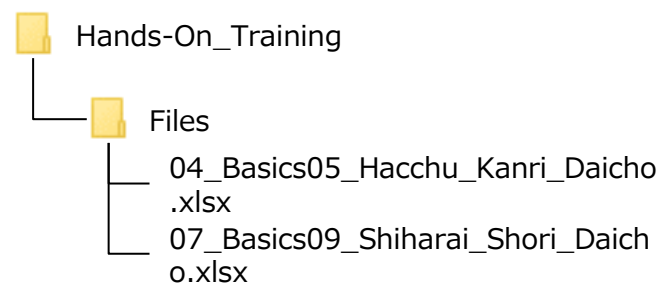 Hands-On_Training
Files
04_Basics05_Hacchu_Kanri_Daicho
.xlsx
07_Basics09_Shiharai_Shori_Daich
o.xlsx